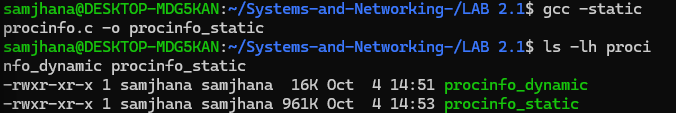 samjhana@DESKTOP-MDG5KAN:~/Systems-and-Networking-/LAB 2.1$ gcc -static
procinfo.c -o procinfo_static
samjhana@DESKTOP-MDG5KAN:~/Systems-and-Networking-/LAB 2.1$ ls -lh proci
nfo_dynamic procinfo_static
-rwxr-xr-x 1 samjhana samjhana  16K Oct  4 14:51 procinfo_dynamic
-rwxr-xr-x 1 samjhana samjhana 961K Oct  4 14:53 procinfo_static